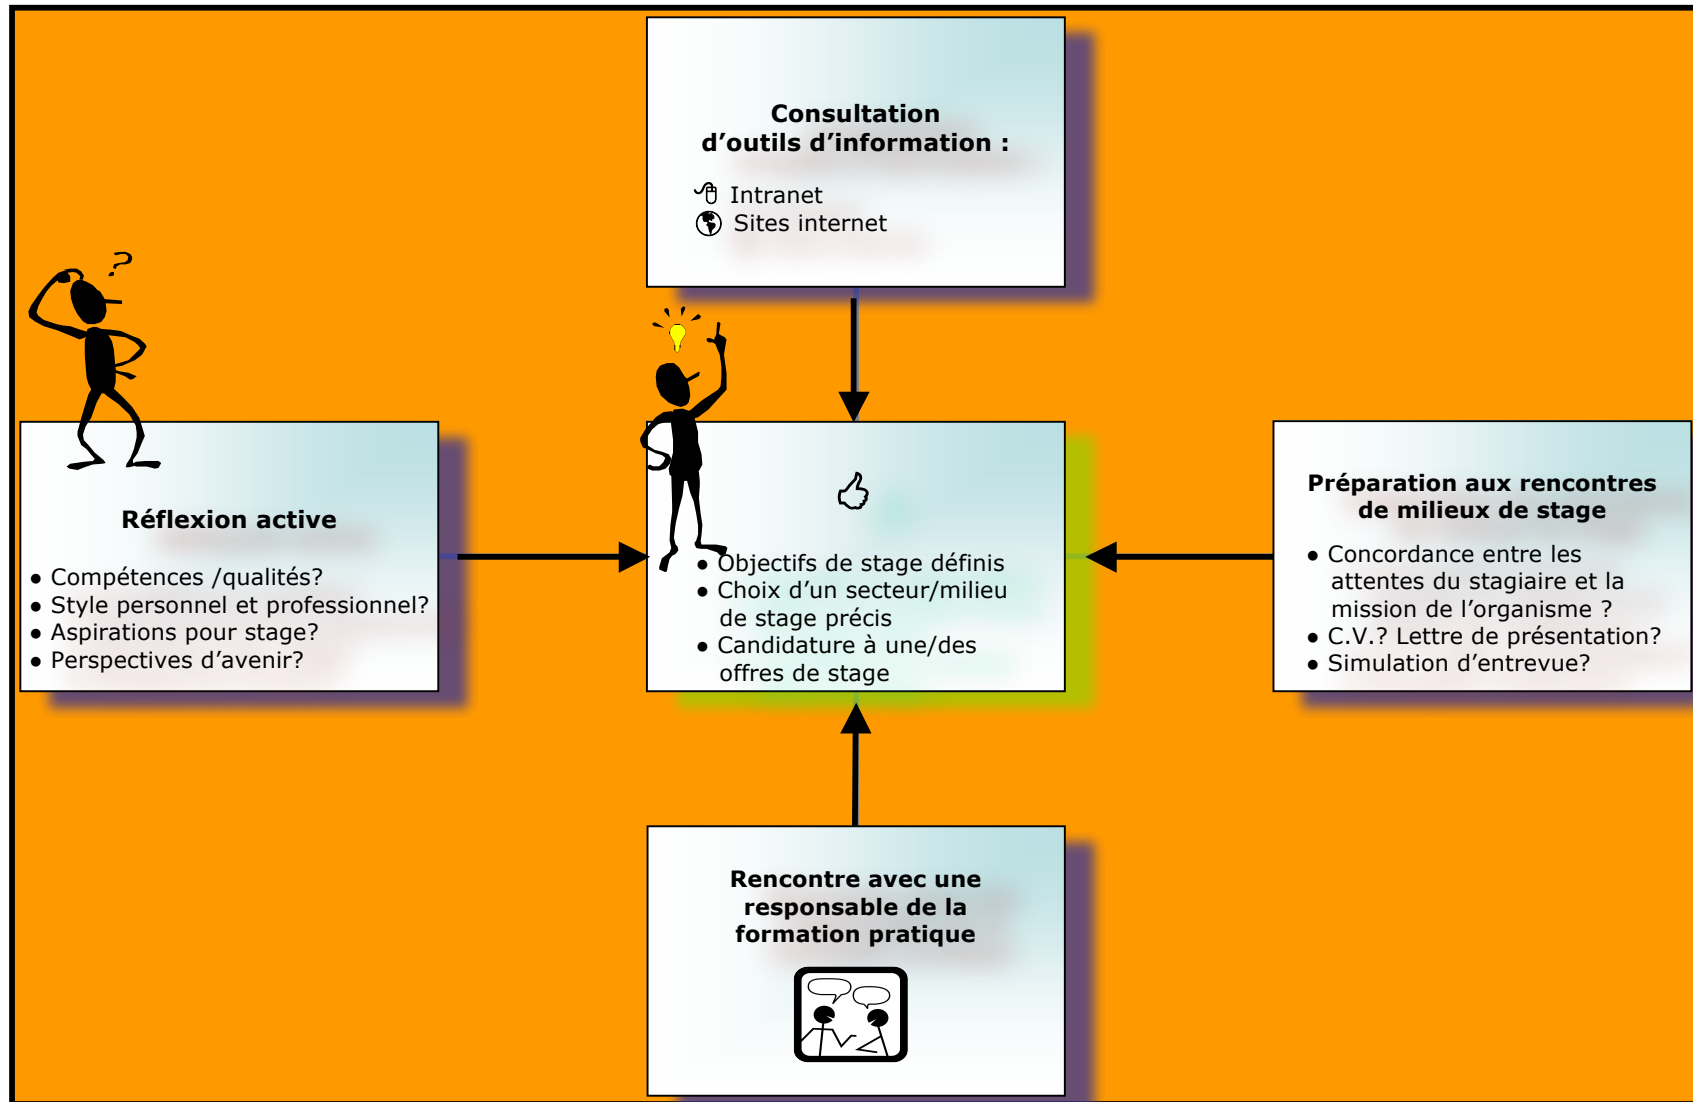 Consultation
d’outils d’information :
Intranet
Sites internet
?
Réflexion active
● Compétences /qualités?
● Style personnel et professionnel?
● Aspirations pour stage?
● Perspectives d’avenir?
● Objectifs de stage définis
● Choix d’un secteur/milieu
de stage précis
● Candidature à une/des
offres de stage
Préparation aux rencontres
de milieux de stage
● Concordance entre les
attentes du stagiaire et la
mission de l’organisme ?
● C.V.? Lettre de présentation?
● Simulation d’entrevue?
Rencontre avec une
responsable de la
formation pratique